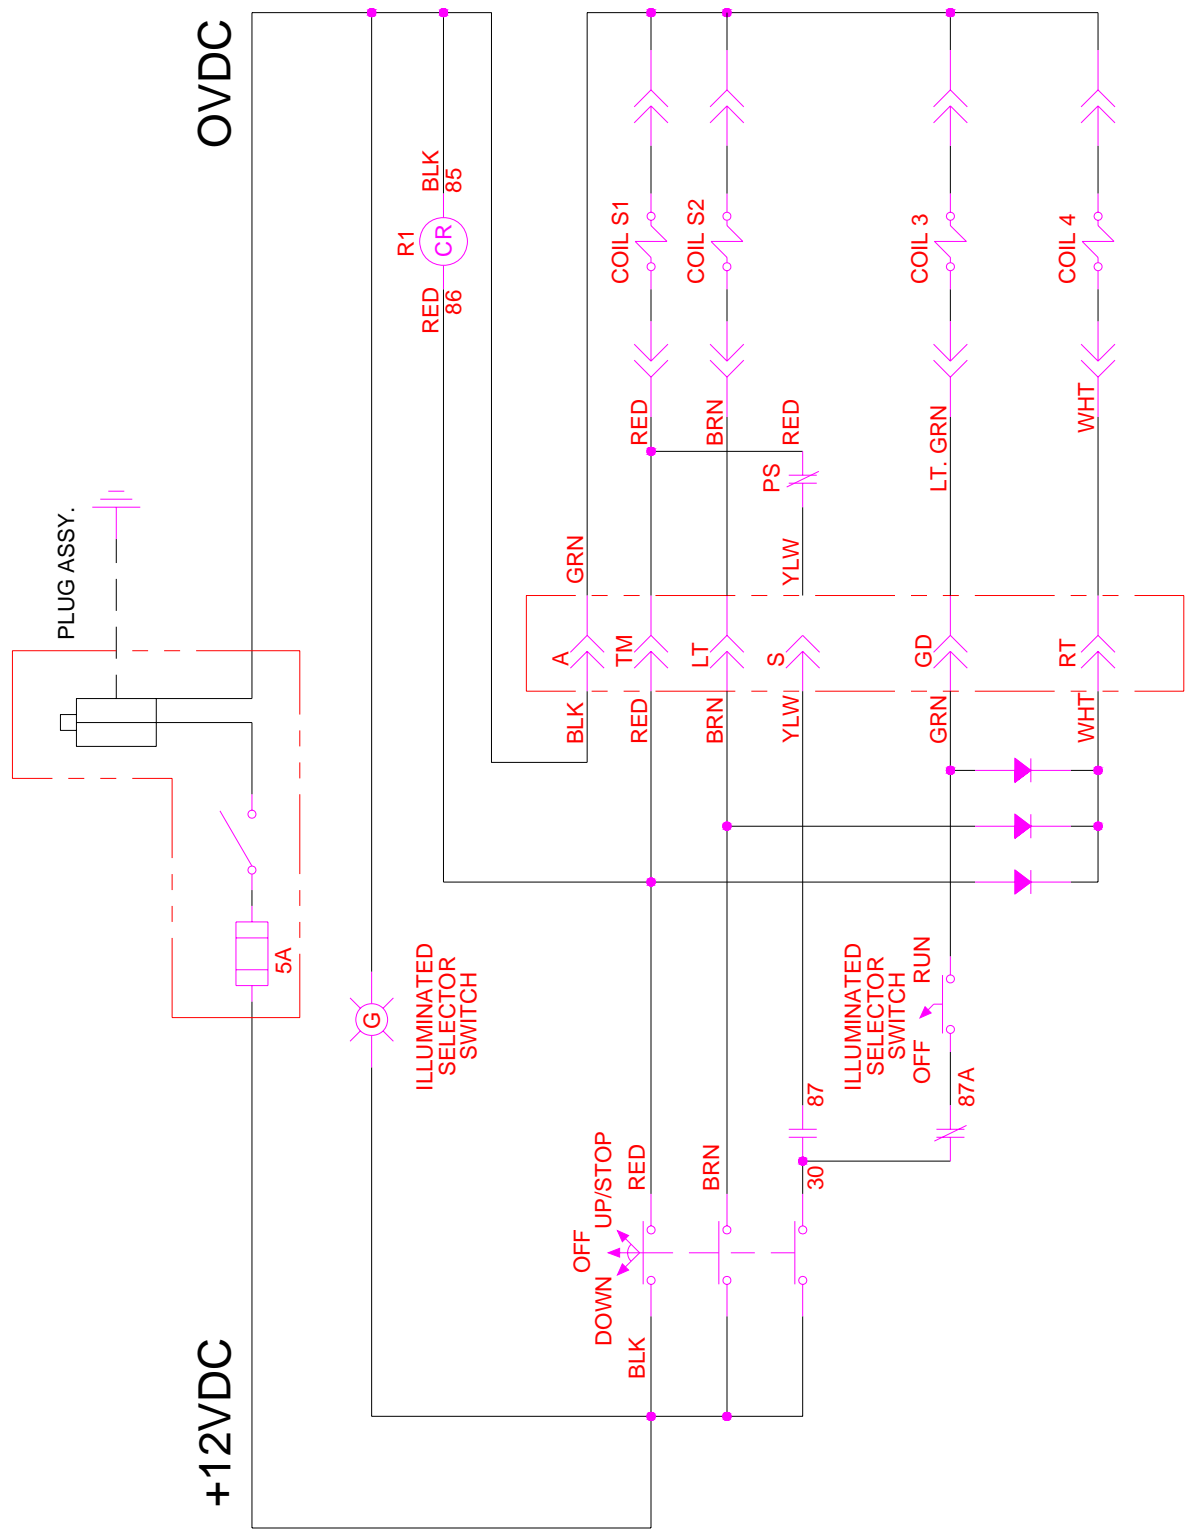 +12VDC
OVDC
PLUG ASSY.
5A
G
ILLUMINATED
SELECTOR
SWITCH
RED
86
R1
CR
BLK
85
BLK
A
GRN
DOWN
OFF
UP/STOP
BLK
RED
RED
TM
RED
COIL S1
BRN
BRN
LT
BRN
COIL S2
30
87
YLW
S
YLW
PS
RED
87A
ILLUMINATED
SELECTOR
SWITCH
OFF
RUN
GRN
GD
LT. GRN
COIL 3
WHT
RT
WHT
COIL 4